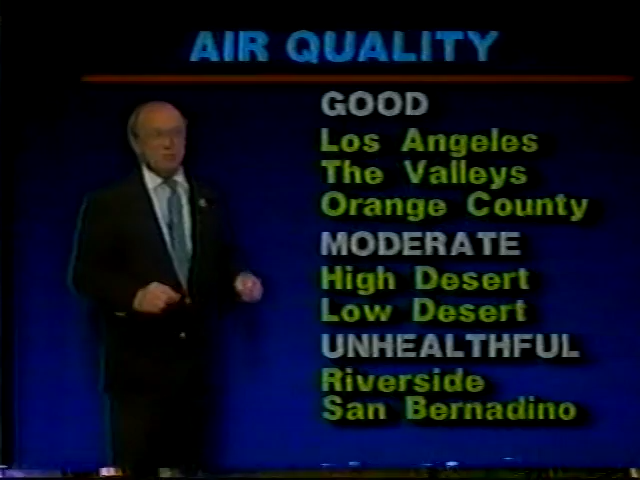 AIR QUALITY
GOOD
Los Angeles
The Valleys
Orange County
MODERATE
High Desert
Low Desert
UNHEALTHFUL
Riverside
San Bernadino